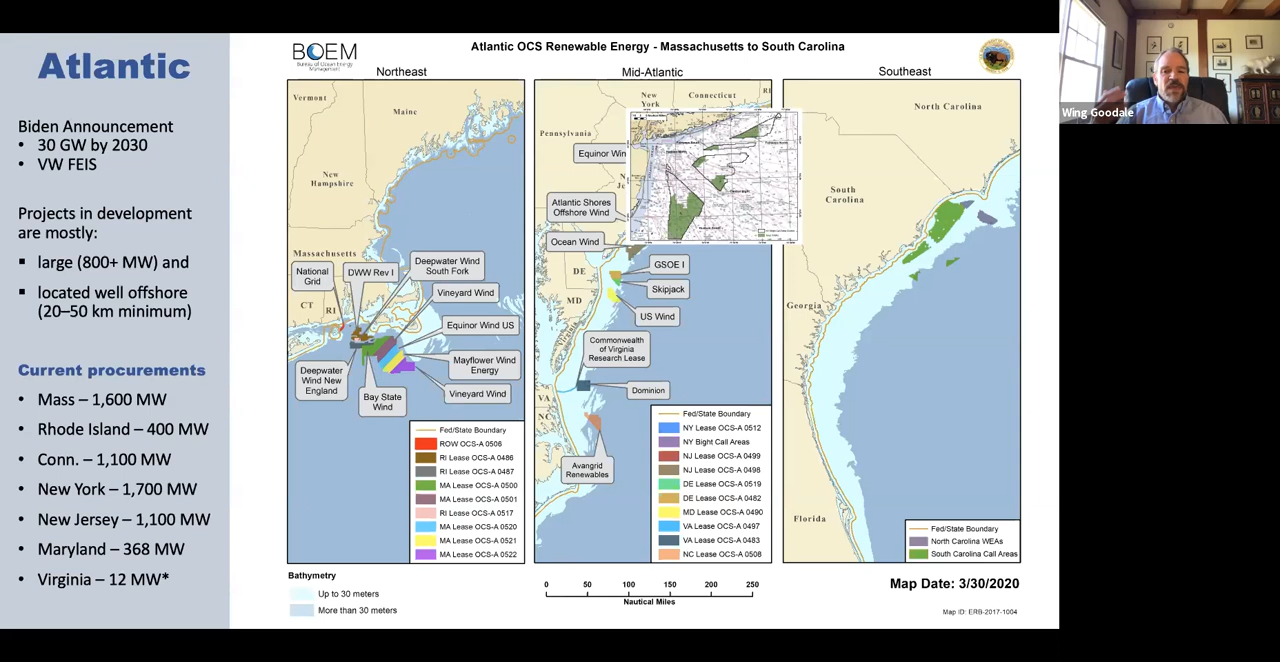 Atlantic
Biden Announcement
• 30 GW by 2030
• VW FEIS
Projects in development
are mostly:
▪ large (800+ MW) and
▪ located well offshore
(20–50 km minimum)
Current procurements
• Mass – 1,600 MW
• Rhode Island – 400 MW
• Conn. – 1,100 MW
• New York – 1,700 MW
• New Jersey – 1,100 MW
• Maryland – 368 MW
• Virginia – 12 MW*
BOEM
Bureau of Ocean Energy
Management
Atlantic OCS Renewable Energy - Massachusetts to South Carolina
Northeast
Vermont
Maine
New
Hampshire
Massachusetts
National
Grid
DWW Rev I
Deepwater Wind
South Fork
CT
RI
Vineyard Wind
Equinor Wind US
Mayflower Wind
Energy
Vineyard Wind
Deepwater
Wind New
England
Bay State
Wind
Fed/State Boundary
ROW OCS-A 0506
RI Lease OCS-A 0486
RI Lease OCS-A 0487
MA Lease OCS-A 0500
MA Lease OCS-A 0501
RI Lease OCS-A 0517
MA Lease OCS-A 0520
MA Lease OCS-A 0521
MA Lease OCS-A 0522
Mid-Atlantic
New
York
Connecticut
RI
Pennsylvania
Equinor Win
N
Je
Atlantic Shores
Offshore Wind
Ocean Wind
DE
GSOE I
MD
Skipjack
US Wind
Virginia
Commonwealth
of Virginia
Research Lease
Dominion
VA
NC
Avangrid
Renewables
Fed/State Boundary
NY Lease OCS-A 0512
NY Bight Call Areas
NJ Lease OCS-A 0499
NJ Lease OCS-A 0498
DE Lease OCS-A 0519
DE Lease OCS-A 0482
MD Lease OCS-A 0490
VA Lease OCS-A 0497
VA Lease OCS-A 0483
NC Lease OCS-A 0508
Southeast
North Carolina
South
Carolina
Georgia
Florida
Fed/State Boundary
North Carolina WEAs
South Carolina Call Areas
Bathymetry
Up to 30 meters
More than 30 meters
0 50 100 150 200 250
Nautical Miles
Map Date: 3/30/2020
Map ID: ERB-2017-1004
Wing Goodale